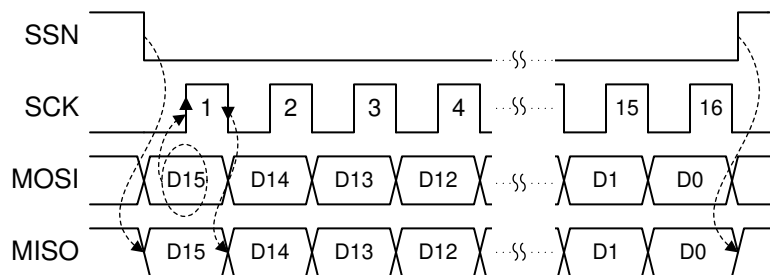 SSN
SCK 1 2 3 4 15 16
MOSI D15 D14 D13 D12 D1 D0
MISO D15 D14 D13 D12 D1 D0